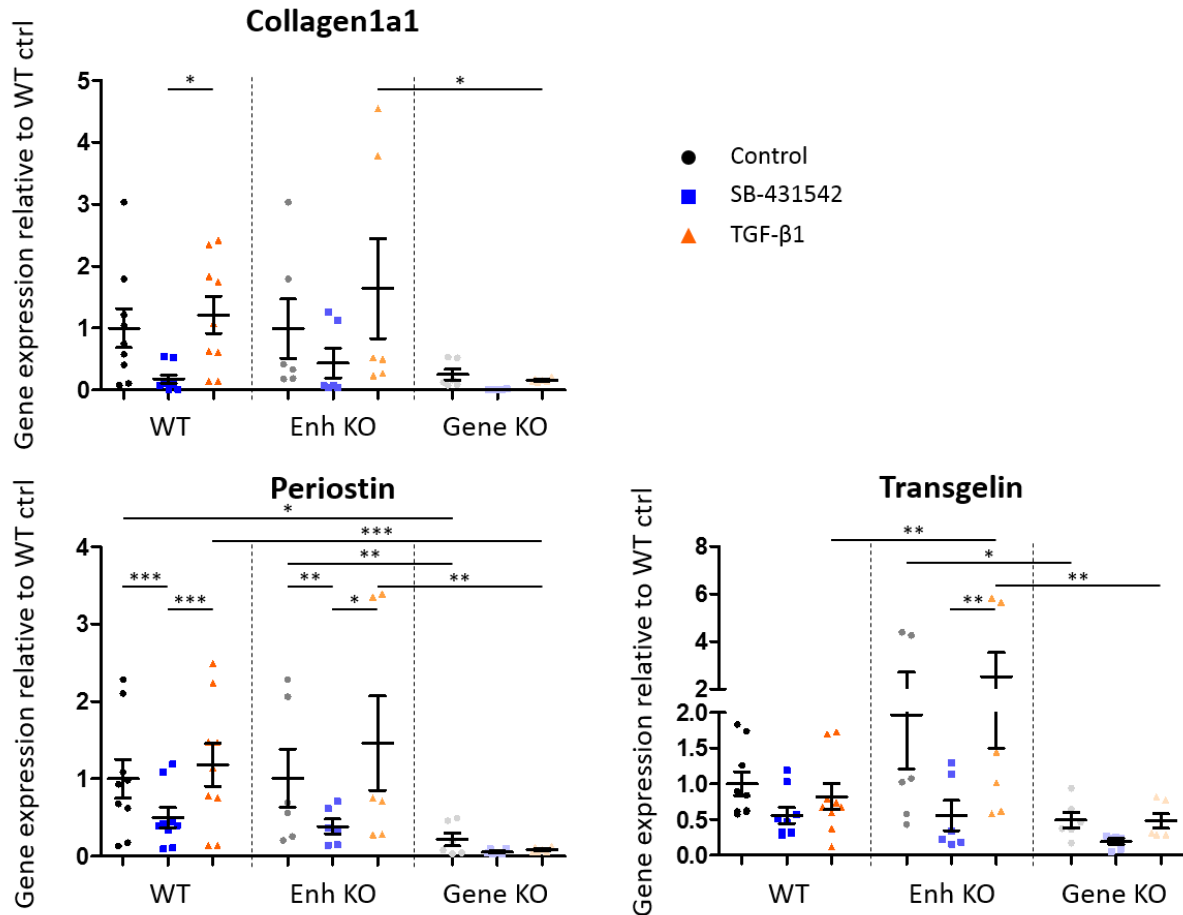 Collagen1a1
Gene expression relative to WT ctrl
5
4
3
2
1
0
*
*
WT Enh KO Gene KO
Control
SB-431542
TGF-β1
Periostin
Gene expression relative to WT ctrl
4
3
2
1
0
*
***
**
*** ** **
*** *
WT Enh KO Gene KO
Transgelin
Gene expression relative to WT ctrl
8
6
4
2
2.0
1.5
1.0
0.5
0.0
**
*
**
**
WT Enh KO Gene KO